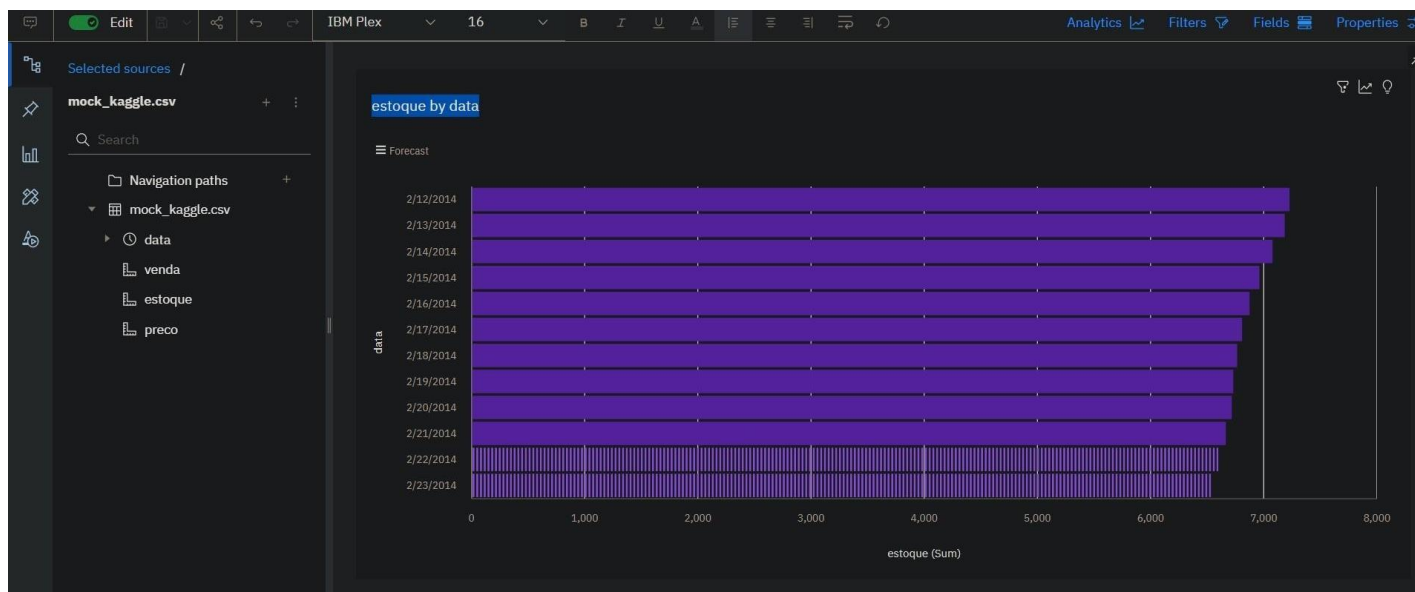 Edit IBM Plex 16 B I U A Analytics Filters Fields Properties
Selected sources /
mock_kaggle.csv
Search
Navigation paths
mock_kaggle.csv
data
venda
estoque
preco
estoque by data
Forecast
data
2/12/2014
2/13/2014
2/14/2014
2/15/2014
2/16/2014
2/17/2014
2/18/2014
2/19/2014
2/20/2014
2/21/2014
2/22/2014
2/23/2014
0 1,000 2,000 3,000 4,000 5,000 6,000 7,000 8,000
estoque (Sum)